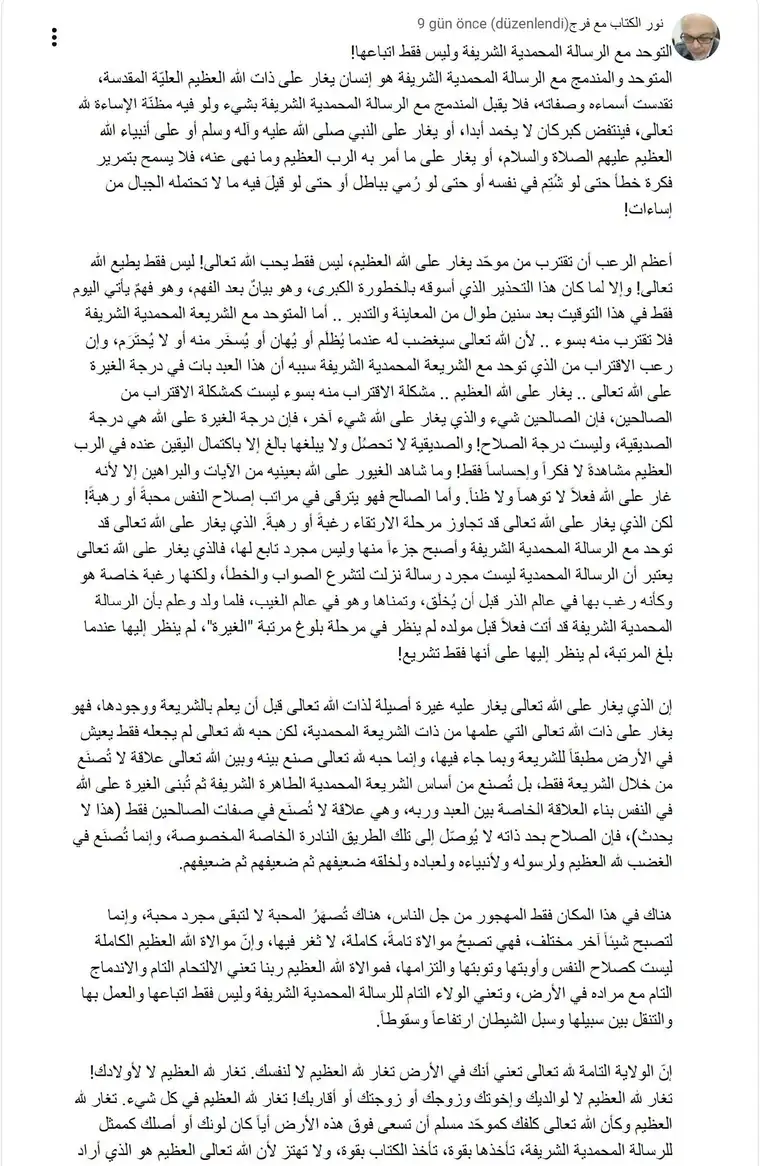 نور الكتاب مع فرج(düzenlendi) 9 gün önce
التوحد مع الرسالة المحمدية الشريفة وليس فقط اتباعها!
المتوحد والمندمج مع الرسالة المحمدية الشريفة هو إنسان يغار على ذات الله العظيم العليّة المقدسة،
تقدست أسماءه وصفاته، فلا يقبل المندمج مع الرسالة المحمدية الشريفة بشيء ولو فيه مظنّة الإساءة لله
تعالى، فينتفض كبركان لا يخمد أبدا، أو يغار على النبي صلى الله عليه وآله وسلم أو على أنبياء الله
العظيم عليهم الصلاة والسلام، أو يغار على ما أمر به الرب العظيم وما نهى عنه، فلا يسمح بتمرير
فكرة خطأ حتى لو شُتِم في نفسه أو حتى لو رُمي بباطل أو حتى لو قيلَ فيه ما لا تحتمله الجبال من
إساءات!
أعظم الرعب أن تقترب من موحّد يغار على الله العظيم، ليس فقط يحب الله تعالى! ليس فقط يطيع الله
تعالى! وإلا لما كان هذا التحذير الذي أسوقه بالخطورة الكبرى، وهو بيانٌ بعد الفهم، وهو فهمٌ يأتي اليوم
فقط في هذا التوقيت بعد سنين طوال من المعاينة والتدبر .. أما المتوحد مع الشريعة المحمدية الشريفة
فلا تقترب منه بسوء .. لأن الله تعالى سيغضب له عندما يُظْلَم أو يُهان أو يُسخَر منه أو لا يُحتَرَم، وإن
رعب الاقتراب من الذي توحد مع الشريعة المحمدية الشريفة سببه أن هذا العبد بات في درجة الغيرة
على الله تعالى .. يغار على الله العظيم .. مشكلة الاقتراب منه بسوء ليست كمشكلة الاقتراب من
الصالحين، فإن الصالحين شيء والذي يغار على الله شيء آخر، فإن درجة الغيرة على الله هي درجة
الصديقية، وليست درجة الصلاح! والصديقية لا تحصُل ولا يبلغها بالغ إلا باكتمال اليقين عنده في الرب
العظيم مشاهدةً لا فكراً وإحساساً فقط! وما شاهد الغيور على الله بعينيه من الآيات والبراهين إلا لأنه
غار على الله فعلاً لا توهماً ولا ظناً. وأما الصالح فهو يترقى في مراتب إصلاح النفس محبةً أو رهبةً!
لكن الذي يغار على الله تعالى قد تجاوز مرحلة الارتقاء رغبةً أو رهبةً. الذي يغار على الله تعالى قد
توحد مع الرسالة المحمدية الشريفة وأصبح جزءاً منها وليس مجرد تابع لها، فالذي يغار على الله تعالى
يعتبر أن الرسالة المحمدية ليست مجرد رسالة نزلت لتشرع الصواب والخطأ، ولكنها رغبة خاصة هو
وكأنه رغب بها في عالم الذر قبل أن يُخلَق، وتمناها وهو في عالم الغيب، فلما ولد وعلم بأن الرسالة
المحمدية الشريفة قد أتت فعلاً قبل مولده لم ينظر في مرحلة بلوغ مرتبة "الغيرة"، لم ينظر إليها عندما
بلغ المرتبة، لم ينظر إليها على أنها فقط تشريع!
إن الذي يغار على الله تعالى يغار عليه غيرة أصيلة لذات الله تعالى قبل أن يعلم بالشريعة ووجودها، فهو
يغار على ذات الله تعالى التي علمها من ذات الشريعة المحمدية، لكن حبه لله تعالى لم يجعله فقط يعيش
في الأرض مطبقاً للشريعة وبما جاء فيها، وإنما حبه لله تعالى صنع بينه وبين الله تعالى علاقة لا تُصنَع
من خلال الشريعة فقط، بل تُصنع من أساس الشريعة المحمدية الطاهرة الشريفة ثم تُبنى الغيرة على الله
في النفس بناء العلاقة الخاصة بين العبد وربه، وهي علاقة لا تُصنَع في صفات الصالحين فقط (هذا لا
يحدث)، فإن الصلاح بحد ذاته لا يُوصّل إلى تلك الطريق النادرة الخاصة المخصوصة، وإنما تُصنَع في
الغضب لله العظيم ولرسوله ولأنبياءه ولعباده ولخلقه ضعيفهم ثم ضعيفهم ثم ضعيفهم.
هناك في هذا المكان فقط المهجور من جل الناس، هناك تُصهَرُ المحبة لا لتبقى مجرد محبة، وإنما
لتصبح شيئاً آخر مختلف، فهي تصبحُ موالاة تامةً، كاملة، لا ثغر فيها، وإنّ موالاة الله العظيم الكاملة
ليست كصلاح النفس وأوبتها وتوبتها والتزامها، فموالاة الله العظيم ربنا تعني الالتحام التام والاندماج
التام مع مراده في الأرض، وتعني الولاء التام للرسالة المحمدية الشريفة وليس فقط اتباعها والعمل بها
والتنقل بين سبيلها وسبل الشيطان ارتفاعاً وسقوطاً.
إنّ الولاية التامة لله تعالى تعني أنك في الأرض تغار لله العظيم لا لنفسك. تغار لله العظيم لا لأولادك!
تغار لله العظيم لا لوالديك وإخوتك وزوجك أو زوجتك أو أقاربك! تغار لله العظيم في كل شيء. تغار لله
العظيم وكأن الله تعالى كلفك كموحّد مسلم أن تسعى فوق هذه الأرض أياً كان لونك أو أصلك كممثل
للرسالة المحمدية الشريفة، تأخذها بقوة، تأخذ الكتاب بقوة، ولا تهتز لأن الله تعالى العظيم هو الذي أراد